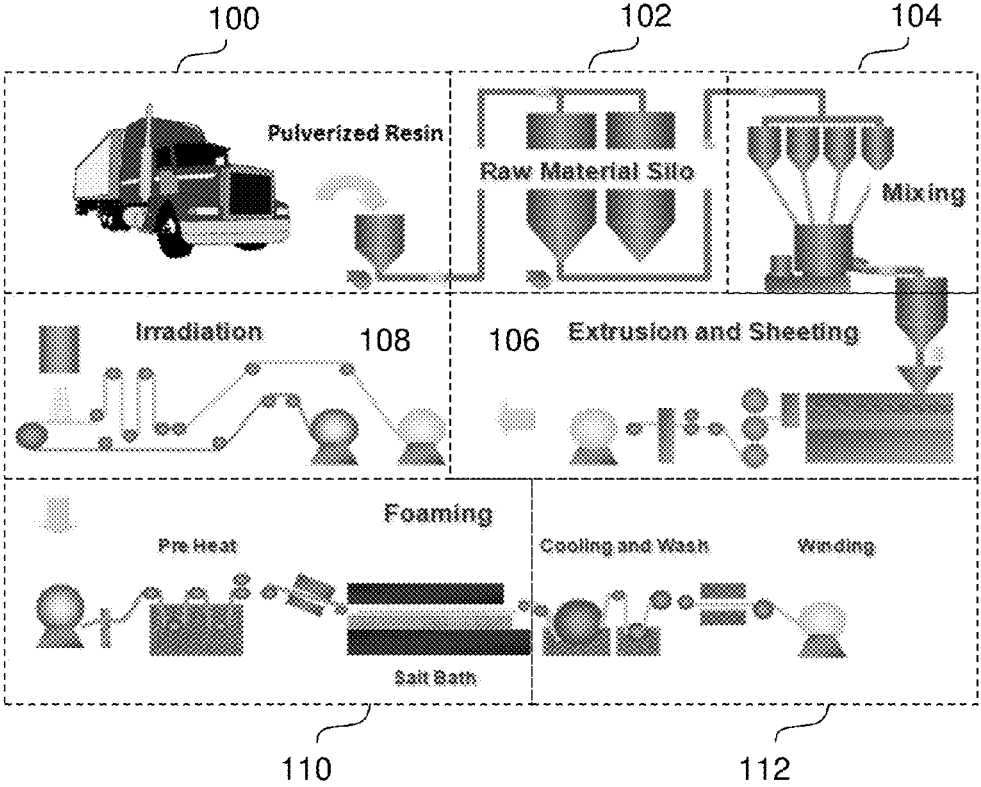 100
102
104
Pulverized Resin
Raw Material Silo
Mixing
Irradiation
108
106
Extrusion and Sheeting
Foaming
Pre Heat
Cooling and Wash
Winding
Salt Bath
110
112